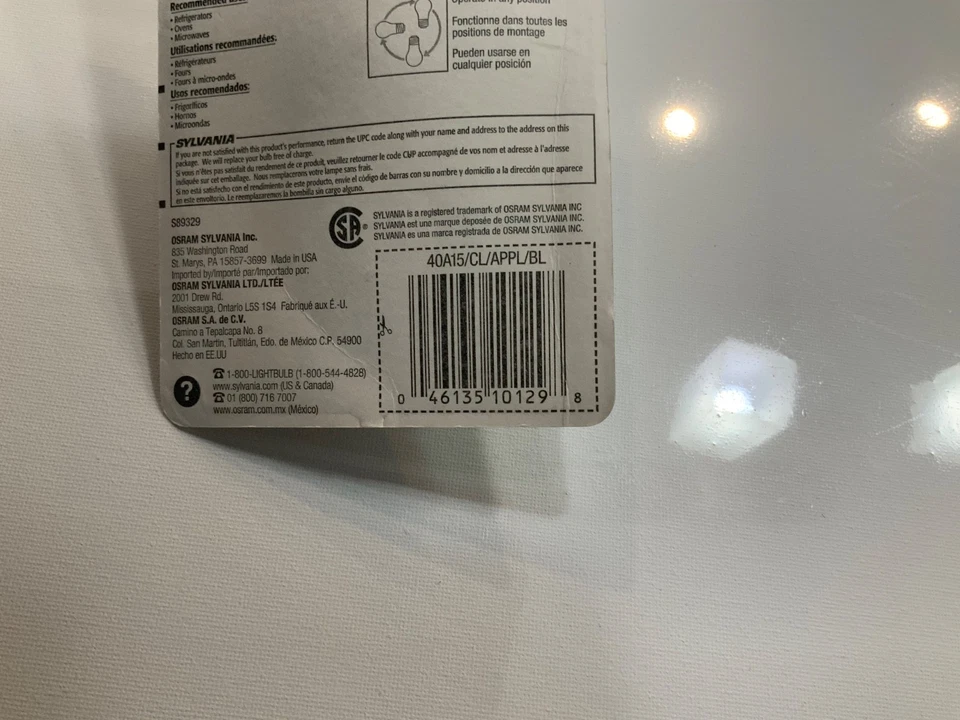 Recommended uses:
• Refrigerators
• Ovens
• Microwaves
Utilisations recommandées:
• Réfrigérateurs
• Fours
• Fours à micro-ondes
Usos recomendados:
• Frigoríficos
• Hornos
• Microondas
Operate in any position
Fonctionne dans toutes les
positions de montage
Pueden usarse en
cualquier posición
SYLVANIA
If you are not satisfied with this product's performance, return the UPC code along with your name and address to the address on this
package. We will replace your bulb free of charge.
Si vous n'êtes pas satisfait du rendement de ce produit, veuillez retourner le code CUP accompagné de vos nom et adresse à l'adresse
indiquée sur cet emballage. Nous remplacerons votre lampe sans frais.
Si no está satisfecho con el rendimiento de este producto, envíe el código de barras con su nombre y domicilio a la dirección que aparece
en este envoltorio. Le reemplazaremos la bombilla sin cargo alguno.
S89329
OSRAM SYLVANIA Inc.
835 Washington Road
St. Marys, PA 15857-3699 Made in USA
Imported by/Importé par/Importado por:
OSRAM SYLVANIA LTD./LTÉE
2001 Drew Rd.
Mississauga, Ontario L5S 1S4 Fabriqué aux É.-U.
OSRAM S.A. de C.V.
Camino a Tepalcapa No. 8
Col. San Martín, Tultitlán, Edo. de México C.P. 54900
Hecho en EE.UU
? ☎ 1-800-LIGHTBULB (1-800-544-4828)
www.sylvania.com (US & Canada)
☎ 01 (800) 716 7007
www.osram.com.mx (México)
SA ®
SYLVANIA is a registered trademark of OSRAM SYLVANIA INC
SYLVANIA est une marque deposée de OSRAM SYLVANIA INC.
SYLVANIA es una marca registrada de OSRAM SYLVANIA INC.
40A15/CL/APPL/BL
0 46135 10129 8